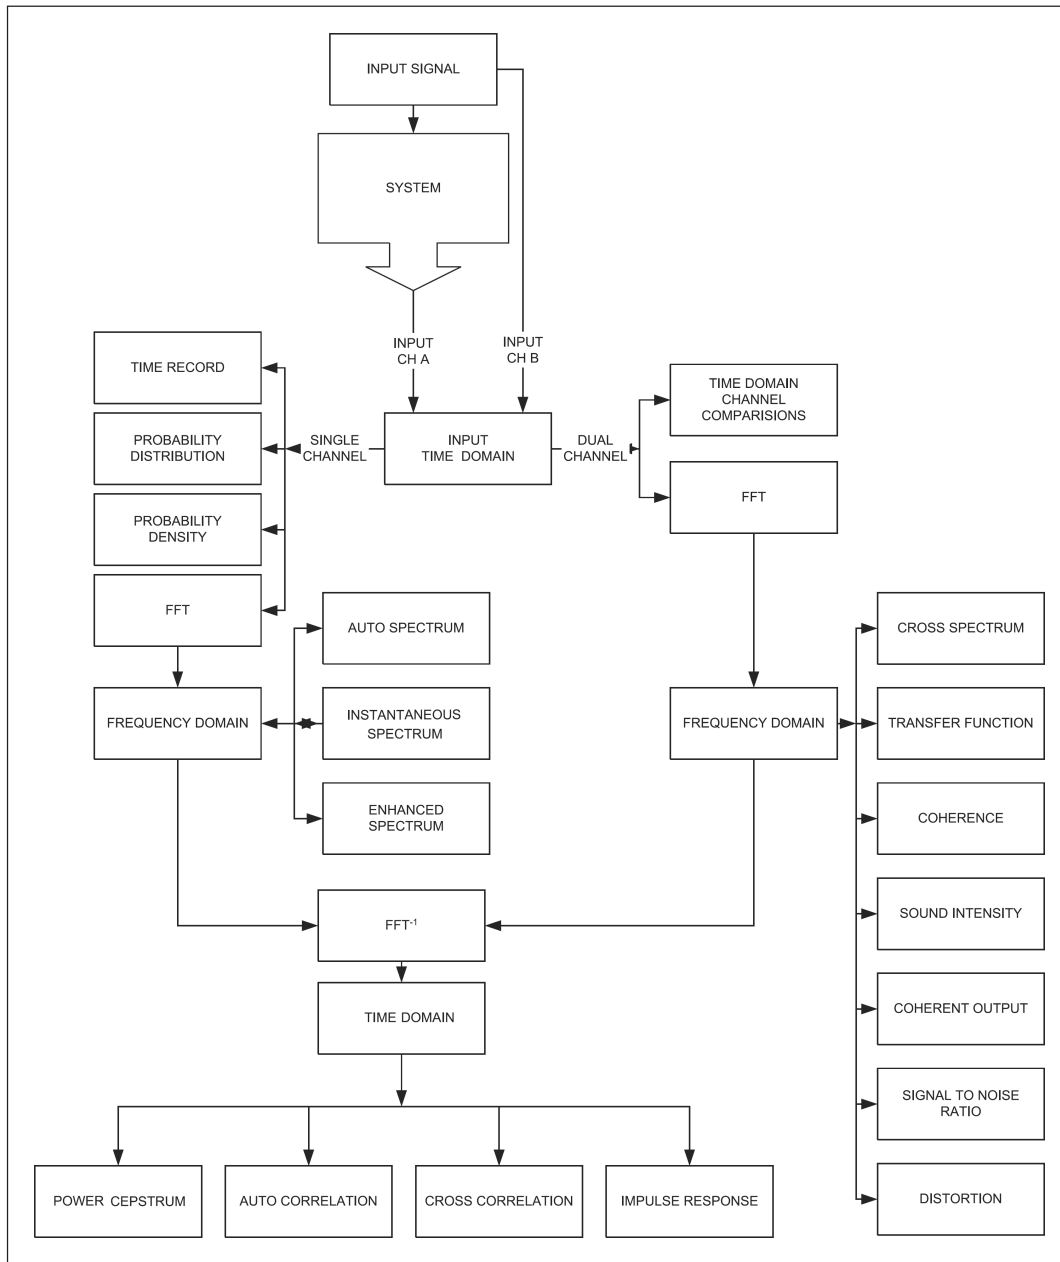 INPUT SIGNAL
SYSTEM
INPUT
CH A
INPUT
CH B
TIME RECORD
TIME DOMAIN
CHANNEL
COMPARISIONS
PROBABILITY
DISTRIBUTION
SINGLE
CHANNEL
INPUT
TIME DOMAIN
DUAL
CHANNEL
FFT
PROBABILITY
DENSITY
FFT
AUTO SPECTRUM
CROSS SPECTRUM
FREQUENCY DOMAIN
INSTANTANEOUS
SPECTRUM
FREQUENCY DOMAIN
TRANSFER FUNCTION
ENHANCED
SPECTRUM
COHERENCE
FFT-1
SOUND INTENSITY
TIME DOMAIN
COHERENT OUTPUT
SIGNAL TO NOISE
RATIO
POWER CEPSTRUM
AUTO CORRELATION
CROSS CORRELATION
IMPULSE RESPONSE
DISTORTION